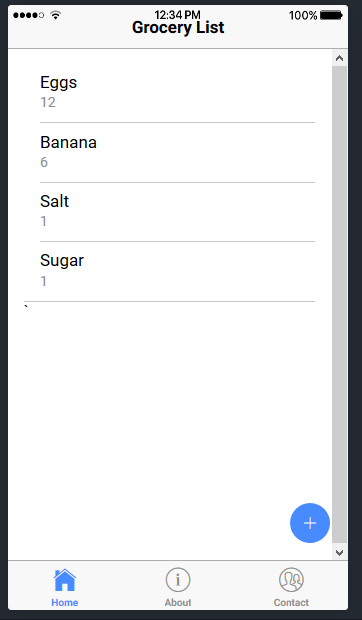 12:34 PM 100%
Grocery List
Eggs
12
Banana
6
Salt
1
Sugar
1
`
+
Home About Contact